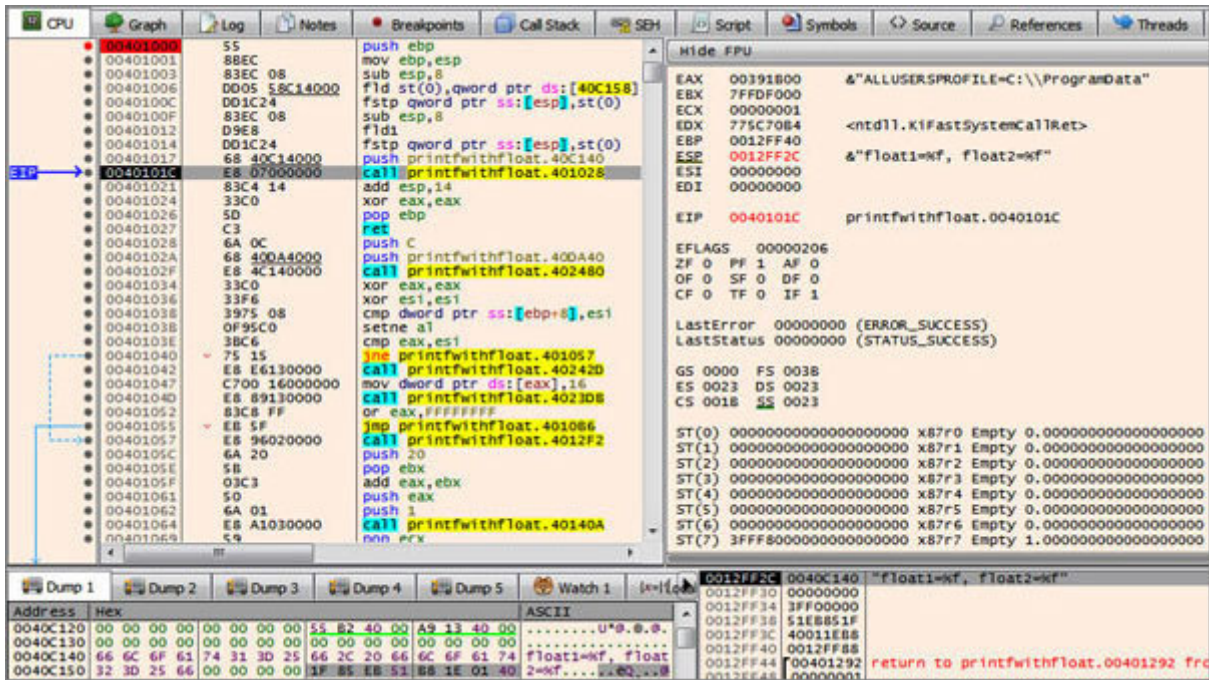 CPU Graph Log Notes Breakpoints Call Stack SEH Script Symbols Source References Threads
00401000 55 push ebp
00401001 8BEC mov ebp,esp
00401003 83EC 08 sub esp,8
00401006 DD05 58C14000 fld st(0),qword ptr ds:[40C158]
0040100C DD1C24 fstp qword ptr ss:[esp],st(0)
0040100F 83EC 08 sub esp,8
00401012 D9E8 fld1
00401014 DD1C24 fstp qword ptr ss:[esp],st(0)
00401017 68 40C14000 push printfwithfloat.40C140
EIP 0040101C E8 07000000 call printfwithfloat.401028
00401021 83C4 14 add esp,14
00401024 33C0 xor eax,eax
00401026 5D pop ebp
00401027 C3 ret
00401028 6A 0C push C
0040102A 68 40DA4000 push printfwithfloat.40DA40
0040102F E8 4C140000 call printfwithfloat.402480
00401034 33C0 xor eax,eax
00401036 33F6 xor esi,esi
00401038 3975 08 cmp dword ptr ss:[ebp+8],esi
0040103B 0F95C0 setne al
0040103E 3BC6 cmp eax,esi
00401040 75 15 jne printfwithfloat.401057
00401042 E8 E6130000 call printfwithfloat.40242D
00401047 C700 16000000 mov dword ptr ds:[eax],16
0040104D E8 89130000 call printfwithfloat.4023DB
00401052 83C8 FF or eax,FFFFFFFF
00401055 EB 5F jmp printfwithfloat.4010B6
00401057 E8 96020000 call printfwithfloat.4012F2
0040105C 6A 20 push 20
0040105E 5B pop ebx
0040105F 03C3 add eax,ebx
00401061 50 push eax
00401062 6A 01 push 1
00401064 E8 A1030000 call printfwithfloat.40140A
00401069 59 pop ecx
Hide FPU
EAX 00391800 &"ALLUSERSPROFILE=C:\\ProgramData"
EBX 7FFDF000
ECX 00000001
EDX 775C70B4 <ntdll.KiFastSystemCallRet>
EBP 0012FF40
ESP 0012FF2C &"float1=%f, float2=%f"
ESI 00000000
EDI 00000000
EIP 0040101C printfwithfloat.0040101C
EFLAGS 00000206
ZF 0 PF 1 AF 0
OF 0 SF 0 DF 0
CF 0 TF 0 IF 1
LastError 00000000 (ERROR_SUCCESS)
LastStatus 00000000 (STATUS_SUCCESS)
GS 0000 FS 003B
ES 0023 DS 0023
CS 001B SS 0023
ST(0) 00000000000000000000 x87r0 Empty 0.000000000000000000
ST(1) 00000000000000000000 x87r1 Empty 0.000000000000000000
ST(2) 00000000000000000000 x87r2 Empty 0.000000000000000000
ST(3) 00000000000000000000 x87r3 Empty 0.000000000000000000
ST(4) 00000000000000000000 x87r4 Empty 0.000000000000000000
ST(5) 00000000000000000000 x87r5 Empty 0.000000000000000000
ST(6) 00000000000000000000 x87r6 Empty 0.000000000000000000
ST(7) 3FFF8000000000000000 x87r7 Empty 1.000000000000000000
Dump 1 Dump 2 Dump 3 Dump 4 Dump 5 Watch 1
Address Hex ASCII
0040C120 00 00 00 00 00 00 00 00 55 B2 40 00 A9 13 40 00 ........U*@.©.@.
0040C130 00 00 00 00 00 00 00 00 00 00 00 00 00 00 00 00 ................
0040C140 66 6C 6F 61 74 31 3D 25 66 2C 20 66 6C 6F 61 74 float1=%f, float
0040C150 32 3D 25 66 00 00 00 00 1F 85 EB 51 B8 1E 01 40 2=%f
0012FF2C 0040C140 "float1=%f, float2=%f"
0012FF30 00000000
0012FF34 3FF00000
0012FF38 51EB851F
0012FF3C 40011EB8
0012FF40 0012FF88
0012FF44 00401292 return to printfwithfloat.00401292 fro
0012FF48 00000001